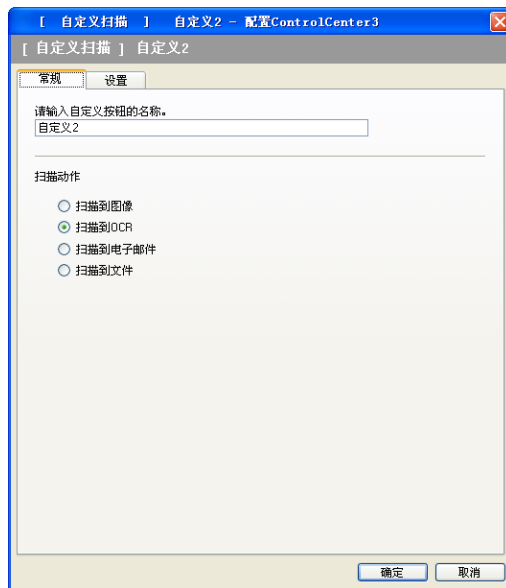 [ 自定义扫描 ] 自定义2 - 配置ControlCenter3
[ 自定义扫描 ] 自定义2
常规 设置
请输入自定义按钮的名称。
自定义2
扫描动作
扫描到图像
扫描到OCR
扫描到电子邮件
扫描到文件
确定 取消